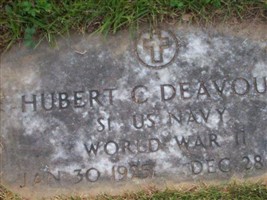 HUBERT C DEAVOU
S1 US NAVY
WORLD WAR II
JAN 30 DEC 28